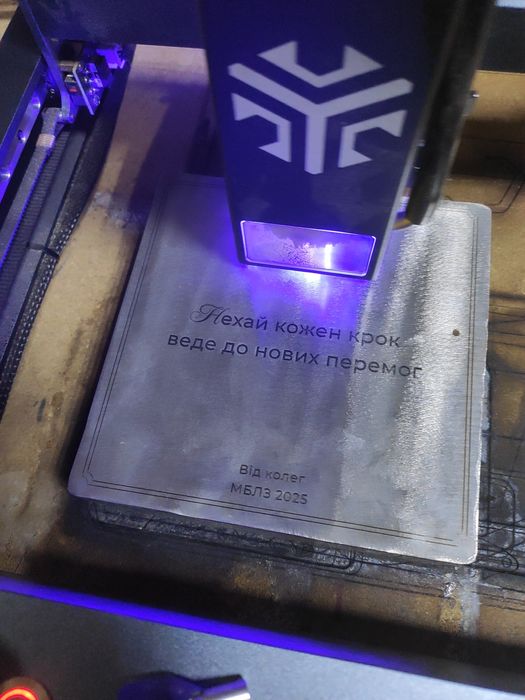 Нехай кожен крок
веде до нових перемог
Від колег
МБЛЗ 2025